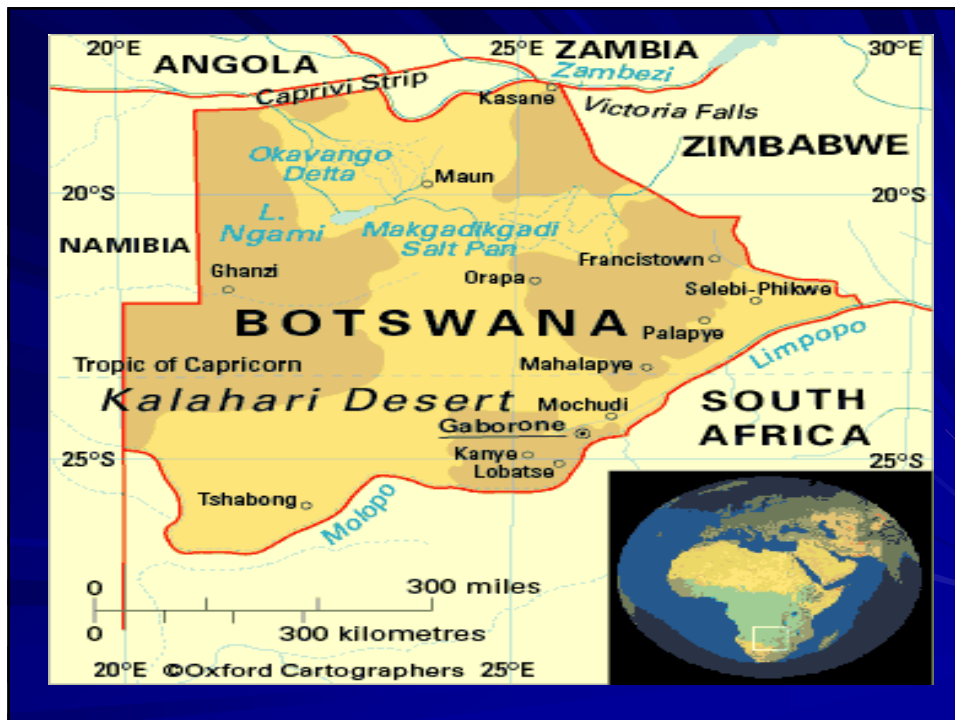 20°E
25°E
30°E
ANGOLA
ZAMBIA
Zambezi
Caprivi Strip
Kasane
Victoria Falls
ZIMBABWE
Okavango
Delta
Maun
20°S
20°S
L.
Ngami
Makgadikgadi
Salt Pan
NAMIBIA
Ghanzi
Orapa
Francistown
Selebi-Phikwe
BOTSWANA
Palapye
Limpopo
Tropic of Capricorn
Mahalapye
Kalahari Desert
Mochudi
SOUTH
AFRICA
Gaborone
Kanye
Lobatse
25°S
25°S
Tshabong
Molopo
0
300 miles
0
300 kilometres
20°E
©Oxford Cartographers
25°E